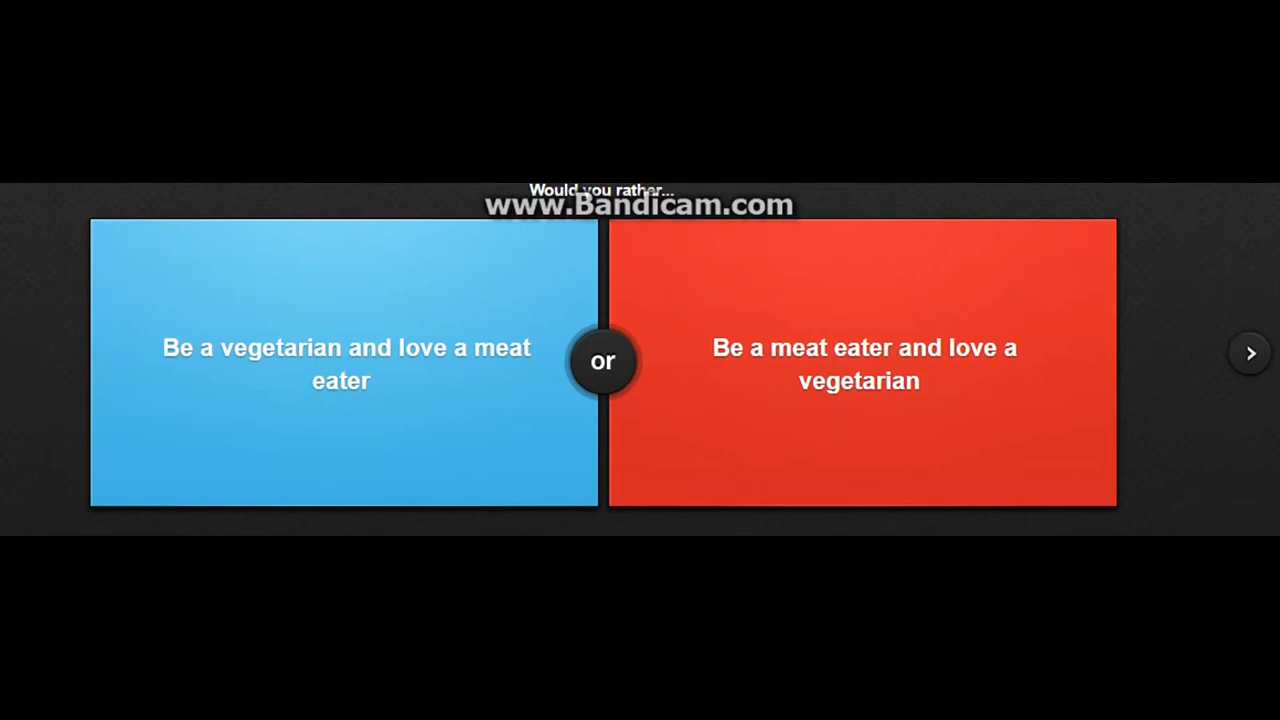 Would you rather...
www.Bandicam.com
Be a vegetarian and love a meat
eater
or
Be a meat eater and love a
vegetarian